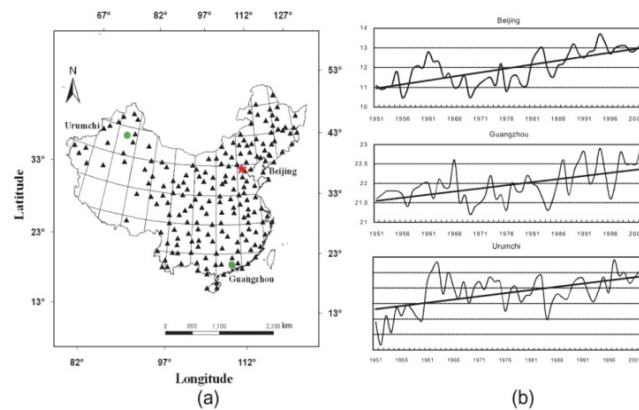 67° 82° 97° 112° 127°
N
53°
Urumchi
43°
33°
Beijing
33°
Latitude
23°
23°
Guangzhou
13°
0 550 1,100 2,200 km
13°
82° 97° 112°
Longitude
(a)
Beijing
14
13
12
11
10
1951 1956 1961 1966 1971 1976 1981 1986 1991 1996 2001
Guangzhou
23
22.5
22
21.5
21
1951 1956 1961 1966 1971 1976 1981 1986 1991 1996 2001
Urumchi
1951 1956 1961 1966 1971 1976 1981 1986 1991 1996
(b)